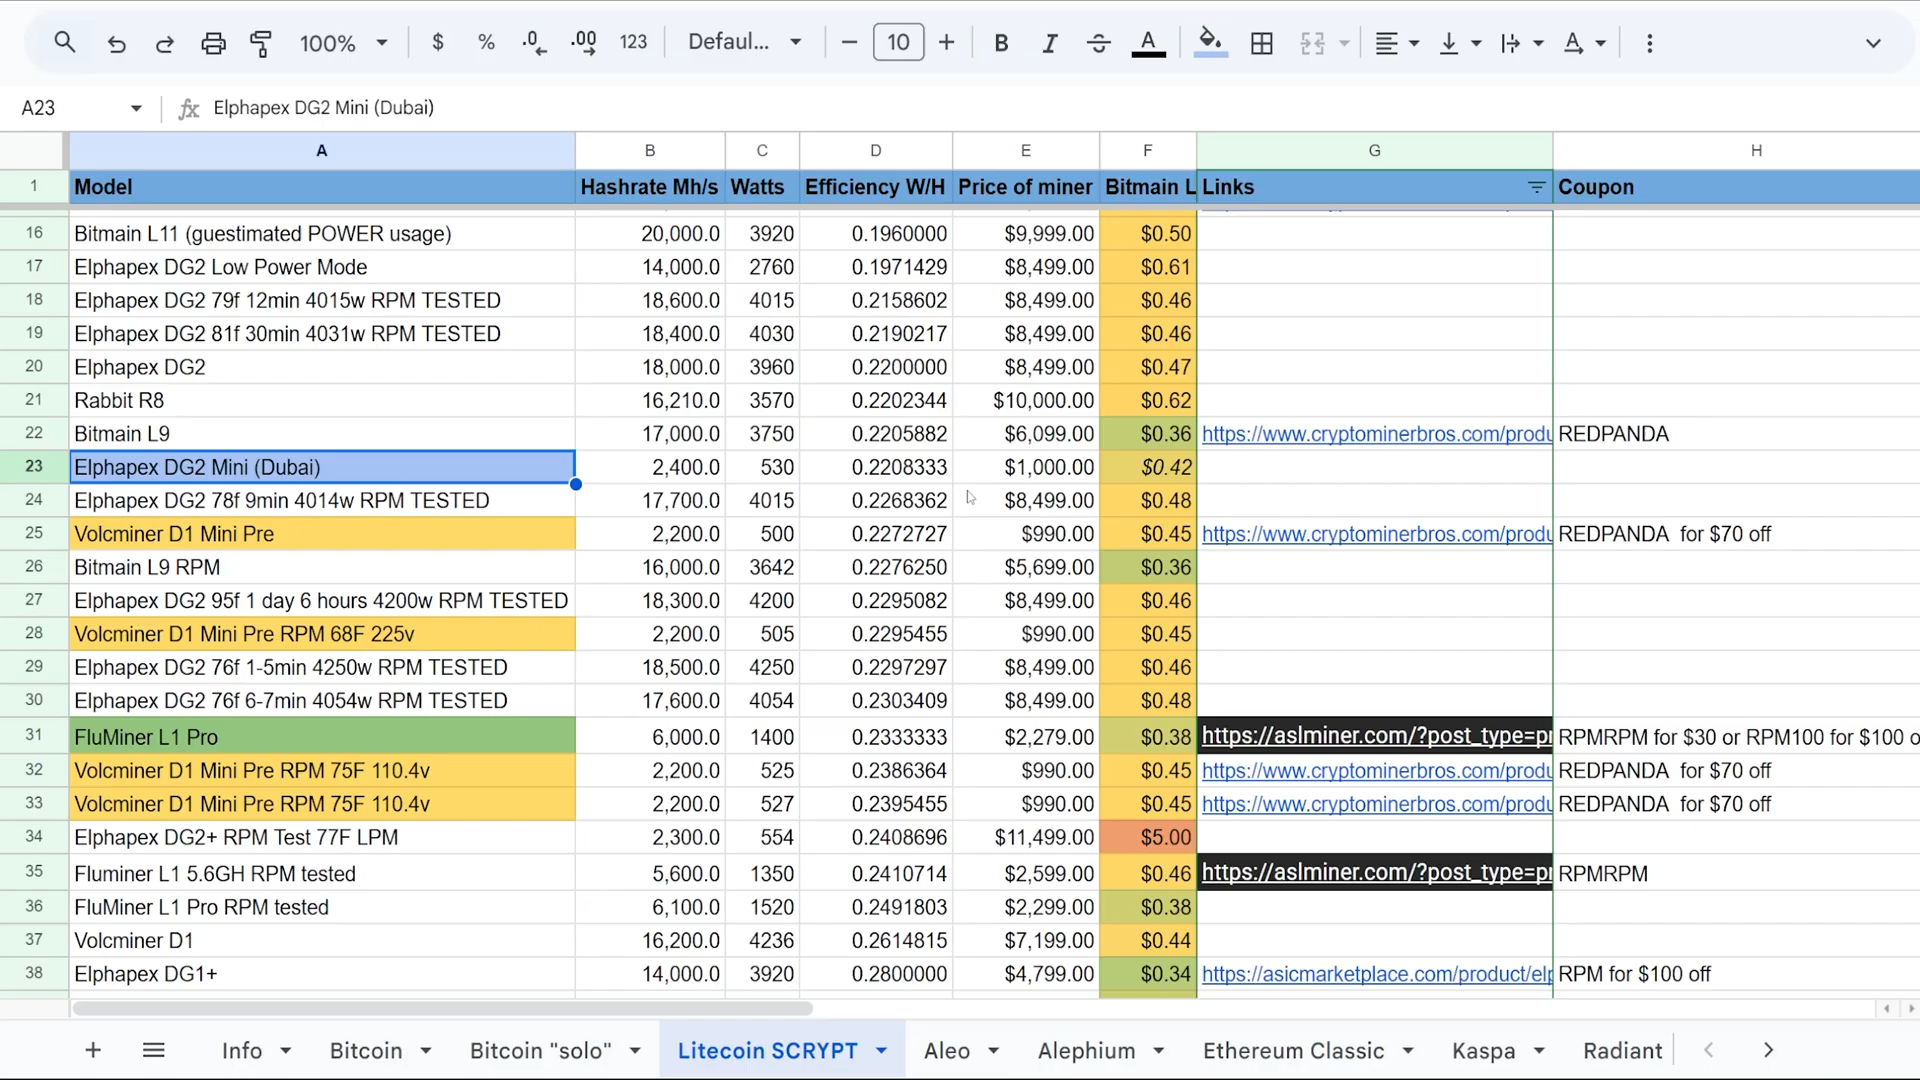 100% $ % .0 .00 123 Defaul... 10 B I A A
A23 fx Elphapex DG2 Mini (Dubai)
A B C D E F G H
1 Model Hashrate Mh/s Watts Efficiency W/H Price of miner Bitmain L Links Coupon
16 Bitmain L11 (guestimated POWER usage) 20,000.0 3920 0.1960000 $9,999.00 $0.50
17 Elphapex DG2 Low Power Mode 14,000.0 2760 0.1971429 $8,499.00 $0.61
18 Elphapex DG2 79f 12min 4015w RPM TESTED 18,600.0 4015 0.2158602 $8,499.00 $0.46
19 Elphapex DG2 81f 30min 4031w RPM TESTED 18,400.0 4030 0.2190217 $8,499.00 $0.46
20 Elphapex DG2 18,000.0 3960 0.2200000 $8,499.00 $0.47
21 Rabbit R8 16,210.0 3570 0.2202344 $10,000.00 $0.62
22 Bitmain L9 17,000.0 3750 0.2205882 $6,099.00 $0.36 https://www.cryptominerbros.com/produ REDPANDA
23 Elphapex DG2 Mini (Dubai) 2,400.0 530 0.2208333 $1,000.00 $0.42
24 Elphapex DG2 78f 9min 4014w RPM TESTED 17,700.0 4015 0.2268362 $8,499.00 $0.48
25 Volcminer D1 Mini Pre 2,200.0 500 0.2272727 $990.00 $0.45 https://www.cryptominerbros.com/produ REDPANDA for $70 off
26 Bitmain L9 RPM 16,000.0 3642 0.2276250 $5,699.00 $0.36
27 Elphapex DG2 95f 1 day 6 hours 4200w RPM TESTED 18,300.0 4200 0.2295082 $8,499.00 $0.46
28 Volcminer D1 Mini Pre RPM 68F 225v 2,200.0 505 0.2295455 $990.00 $0.45
29 Elphapex DG2 76f 1-5min 4250w RPM TESTED 18,500.0 4250 0.2297297 $8,499.00 $0.46
30 Elphapex DG2 76f 6-7min 4054w RPM TESTED 17,600.0 4054 0.2303409 $8,499.00 $0.48
31 FluMiner L1 Pro 6,000.0 1400 0.2333333 $2,279.00 $0.38 https://aslminer.com/?post_type=pr RPMRPM for $30 or RPM100 for $100 o
32 Volcminer D1 Mini Pre RPM 75F 110.4v 2,200.0 525 0.2386364 $990.00 $0.45 https://www.cryptominerbros.com/produ REDPANDA for $70 off
33 Volcminer D1 Mini Pre RPM 75F 110.4v 2,200.0 527 0.2395455 $990.00 $0.45 https://www.cryptominerbros.com/produ REDPANDA for $70 off
34 Elphapex DG2+ RPM Test 77F LPM 2,300.0 554 0.2408696 $11,499.00 $5.00
35 Fluminer L1 5.6GH RPM tested 5,600.0 1350 0.2410714 $2,599.00 $0.46 https://aslminer.com/?post_type=pr RPMRPM
36 FluMiner L1 Pro RPM tested 6,100.0 1520 0.2491803 $2,299.00 $0.38
37 Volcminer D1 16,200.0 4236 0.2614815 $7,199.00 $0.44
38 Elphapex DG1+ 14,000.0 3920 0.2800000 $4,799.00 $0.34 https://asicmarketplace.com/product/elp RPM for $100 off
Info Bitcoin Bitcoin "solo" Litecoin SCRYPT Aleo Alephium Ethereum Classic Kaspa Radiant